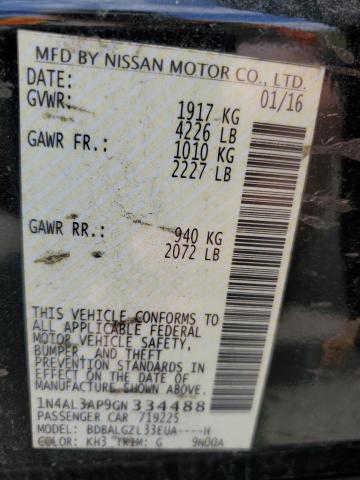 MFD BY NISSAN MOTOR CO., LTD.
DATE: 01/16
GVWR: 1917 KG
4226 LB
GAWR FR.: 1010 KG
2227 LB
GAWR RR.: 940 KG
2072 LB
THIS VEHICLE CONFORMS TO
ALL APPLICABLE FEDERAL
MOTOR VEHICLE SAFETY,
BUMPER, AND THEFT
PREVENTION STANDARDS IN
EFFECT ON THE DATE OF
MANUFACTURE SHOWN ABOVE.
1N4AL3AP9GN334488
PASSENGER CAR 719225
MODEL: BDBALGZL33EUA----H
COLOR: KH3 TRIM: G 9N00A